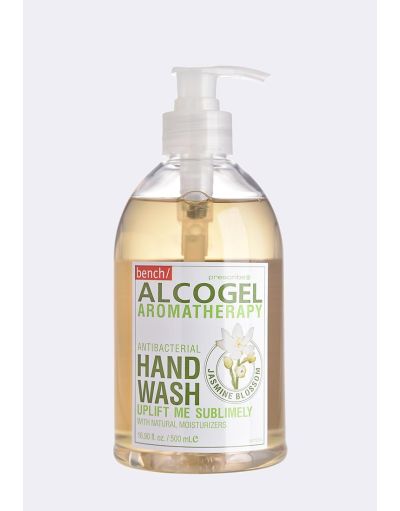 bench/
prescribe
ALCOGEL
AROMATHERAPY
ANTIBACTERIAL
HAND
WASH
JASMINE BLOSSOM
UPLIFT ME SUBLIMELY
WITH NATURAL MOISTURIZERS
16.90 fl. oz. / 500 mL